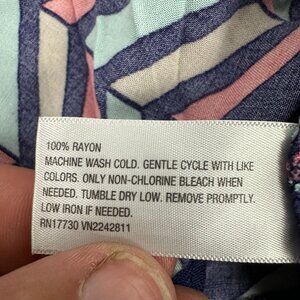 100% RAYON
MACHINE WASH COLD. GENTLE CYCLE WITH LIKE
COLORS. ONLY NON-CHLORINE BLEACH WHEN
NEEDED. TUMBLE DRY LOW. REMOVE PROMPTLY.
LOW IRON IF NEEDED.
RN17730 VN2242811